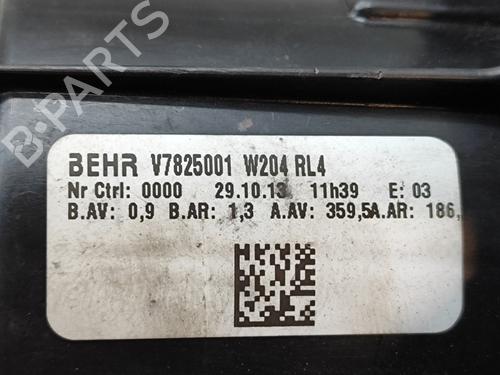 B-PARTS
BEHR V7825001 W204 RL4
Nr Ctrl: 0000 29.10.13 11h39 E: 03
B.AV: 0,9 B.AR: 1,3 A.AV: 359,5A.AR: 186,
B-PARTS